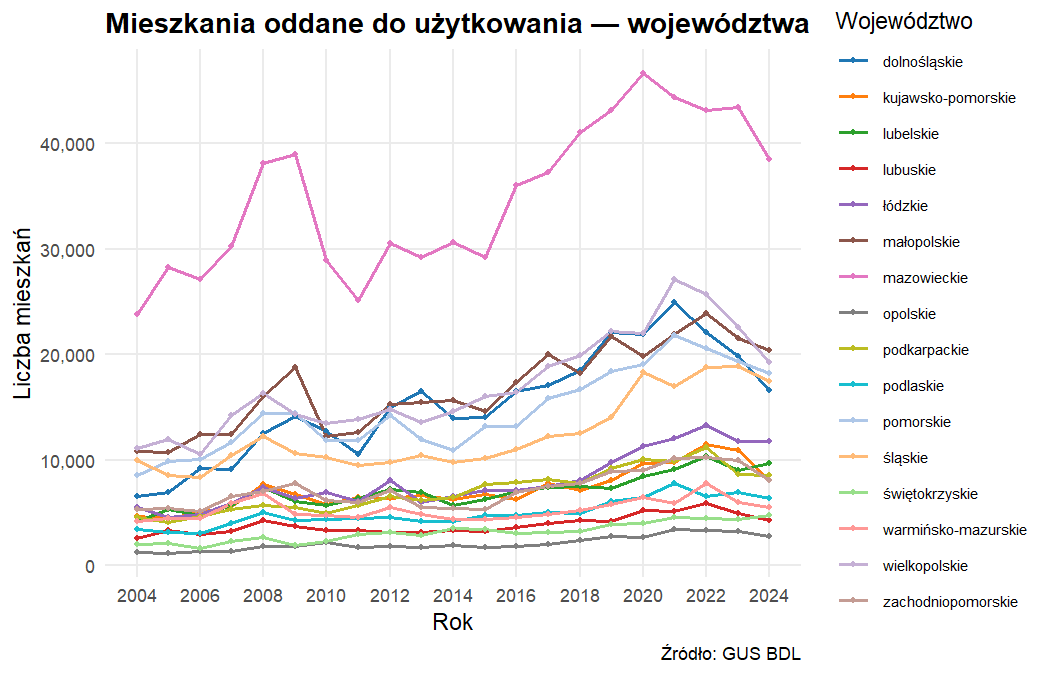 Mieszkania oddane do użytkowania — województwa
Województwo
dolnośląskie
kujawsko-pomorskie
lubelskie
lubuskie
łódzkie
małopolskie
mazowieckie
opolskie
podkarpackie
podlaskie
pomorskie
śląskie
świętokrzyskie
warmińsko-mazurskie
wielkopolskie
zachodniopomorskie
Liczba mieszkań
40,000
30,000
20,000
10,000
0
2004 2006 2008 2010 2012 2014 2016 2018 2020 2022 2024
Rok
Źródło: GUS BDL